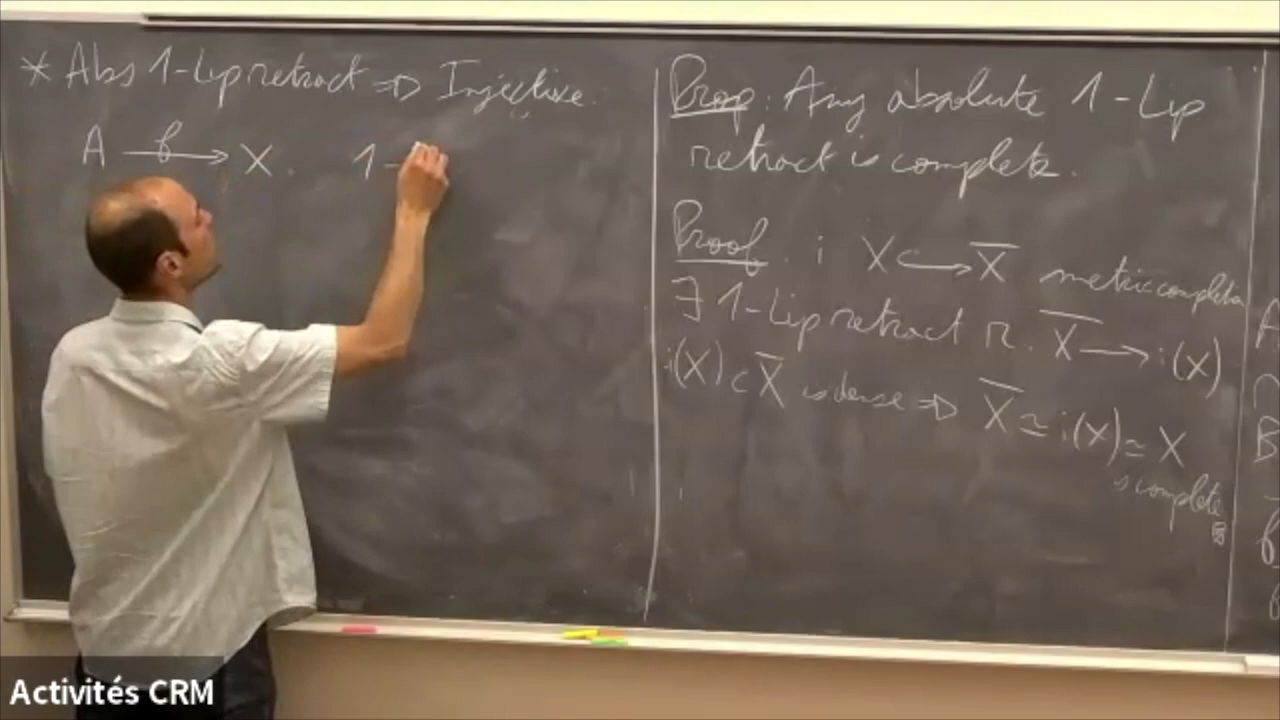 * Abs 1-Lip retract ⇒ Injective.
A —f→ X. 1-
Prop: Any absolute 1-Lip
retract is complete.
Proof. i X ↪ X̅ metric completion
∃ 1-Lip retract r. X̅ → i(X)
i(X) ⊂ X̅ is dense ⇒ X̅ ≃ i(X) ≃ X
is complete
Activités CRM